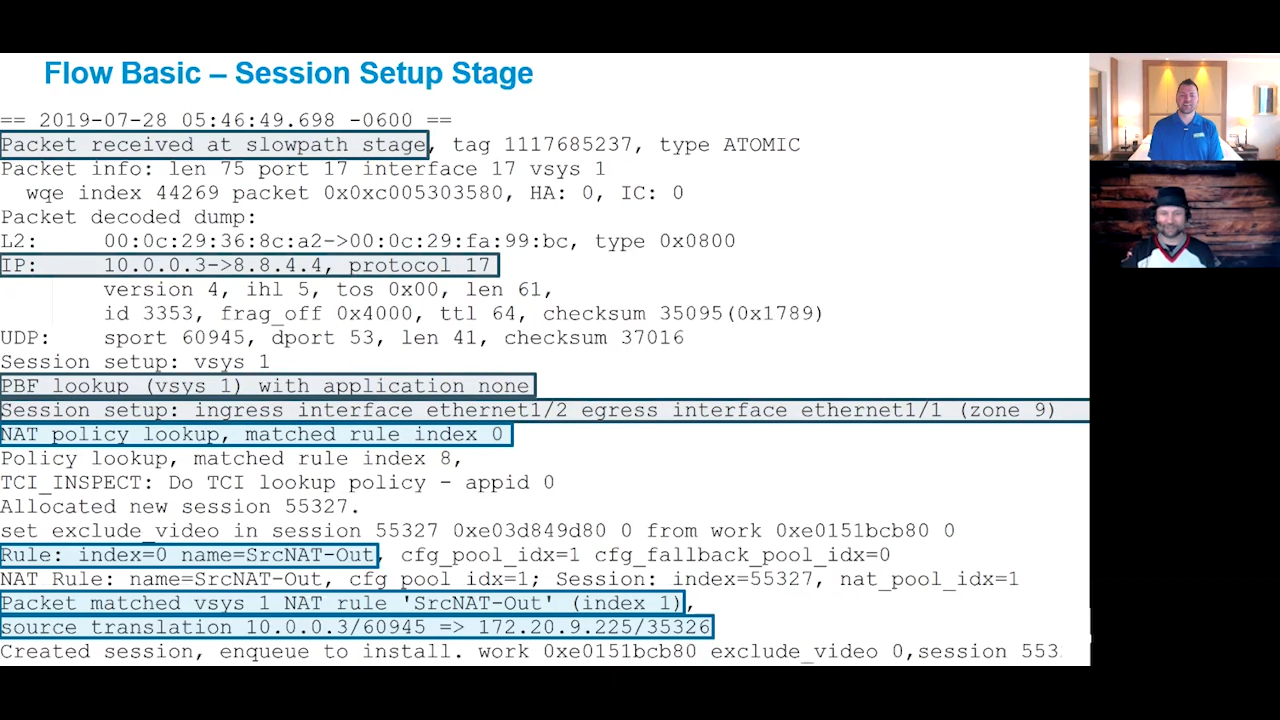 Flow Basic – Session Setup Stage
== 2019-07-28 05:46:49.698 -0600 ==
Packet received at slowpath stage, tag 1117685237, type ATOMIC
Packet info: len 75 port 17 interface 17 vsys 1
wqe index 44269 packet 0x0xc005303580, HA: 0, IC: 0
Packet decoded dump:
L2: 00:0c:29:36:8c:a2->00:0c:29:fa:99:bc, type 0x0800
IP: 10.0.0.3->8.8.4.4, protocol 17
version 4, ihl 5, tos 0x00, len 61,
id 3353, frag_off 0x4000, ttl 64, checksum 35095(0x1789)
UDP: sport 60945, dport 53, len 41, checksum 37016
Session setup: vsys 1
PBF lookup (vsys 1) with application none
Session setup: ingress interface ethernet1/2 egress interface ethernet1/1 (zone 9)
NAT policy lookup, matched rule index 0
Policy lookup, matched rule index 8,
TCI_INSPECT: Do TCI lookup policy - appid 0
Allocated new session 55327.
set exclude_video in session 55327 0xe03d849d80 0 from work 0xe0151bcb80 0
Rule: index=0 name=SrcNAT-Out, cfg_pool_idx=1 cfg_fallback_pool_idx=0
NAT Rule: name=SrcNAT-Out, cfg_pool_idx=1; Session: index=55327, nat_pool_idx=1
Packet matched vsys 1 NAT rule 'SrcNAT-Out' (index 1),
source translation 10.0.0.3/60945 => 172.20.9.225/35326
Created session, enqueue to install. work 0xe0151bcb80 exclude_video 0,session 553